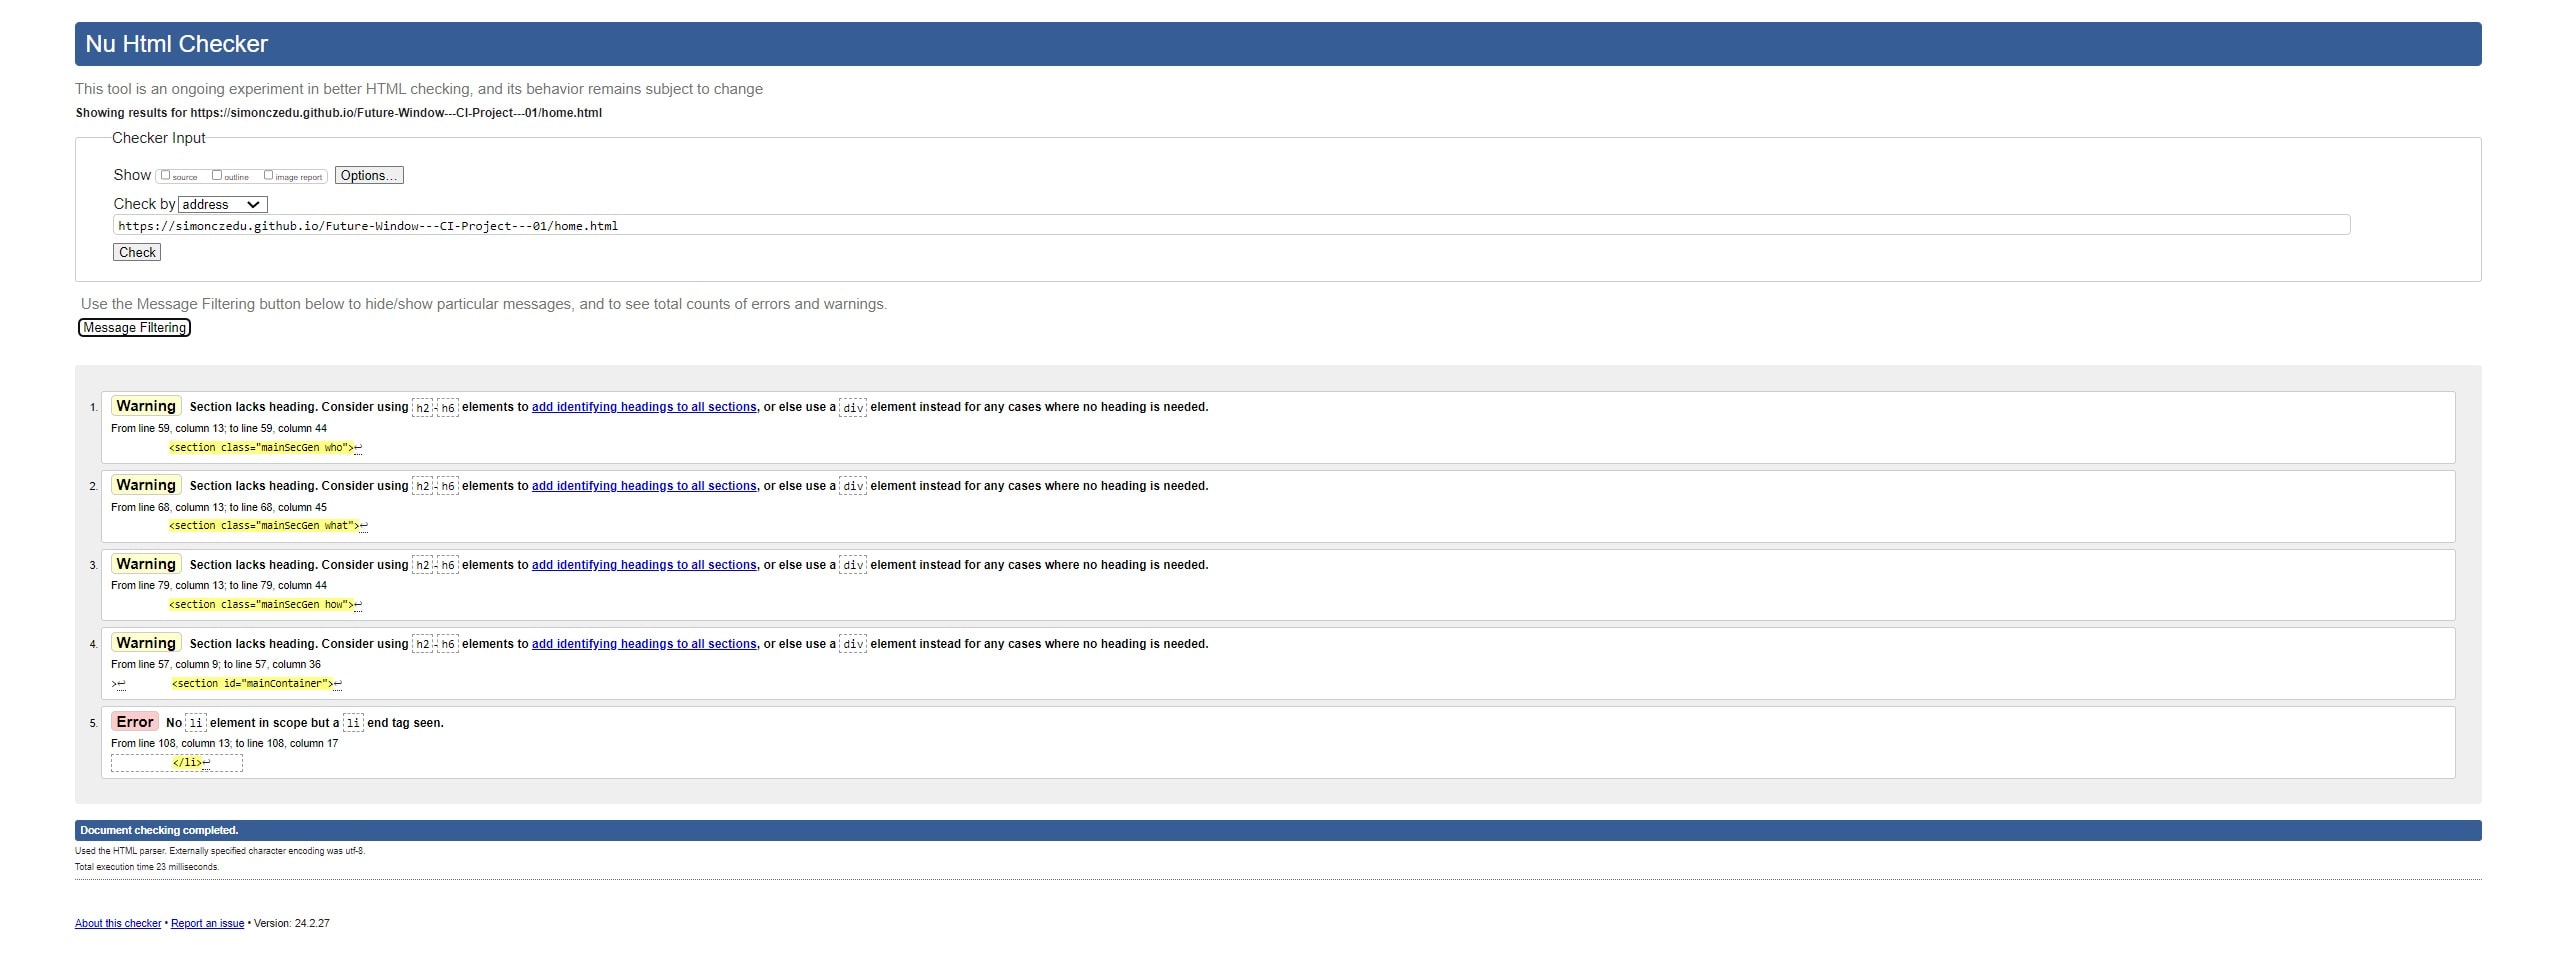 Nu Html Checker
This tool is an ongoing experiment in better HTML checking, and its behavior remains subject to change
Showing results for https://simonczedu.github.io/Future-Window---CI-Project---01/home.html
Checker Input
Show source outline image report Options...
Check by address
https://simonczedu.github.io/Future-Window---CI-Project---01/home.html
Check
Use the Message Filtering button below to hide/show particular messages, and to see total counts of errors and warnings.
Message Filtering
1. Warning Section lacks heading. Consider using h2-h6 elements to add identifying headings to all sections, or else use a div element instead for any cases where no heading is needed.
From line 59, column 13; to line 59, column 44
<section class="mainSecGen who">↩
2. Warning Section lacks heading. Consider using h2-h6 elements to add identifying headings to all sections, or else use a div element instead for any cases where no heading is needed.
From line 68, column 13; to line 68, column 45
<section class="mainSecGen what">↩
3. Warning Section lacks heading. Consider using h2-h6 elements to add identifying headings to all sections, or else use a div element instead for any cases where no heading is needed.
From line 79, column 13; to line 79, column 44
<section class="mainSecGen how">↩
4. Warning Section lacks heading. Consider using h2-h6 elements to add identifying headings to all sections, or else use a div element instead for any cases where no heading is needed.
From line 57, column 9; to line 57, column 36
>↩ <section id="mainContainer">↩
5. Error No li element in scope but a li end tag seen.
From line 108, column 13; to line 108, column 17
</li>↩
Document checking completed.
Used the HTML parser. Externally specified character encoding was utf-8.
Total execution time 23 milliseconds.
About this checker • Report an issue • Version: 24.2.27